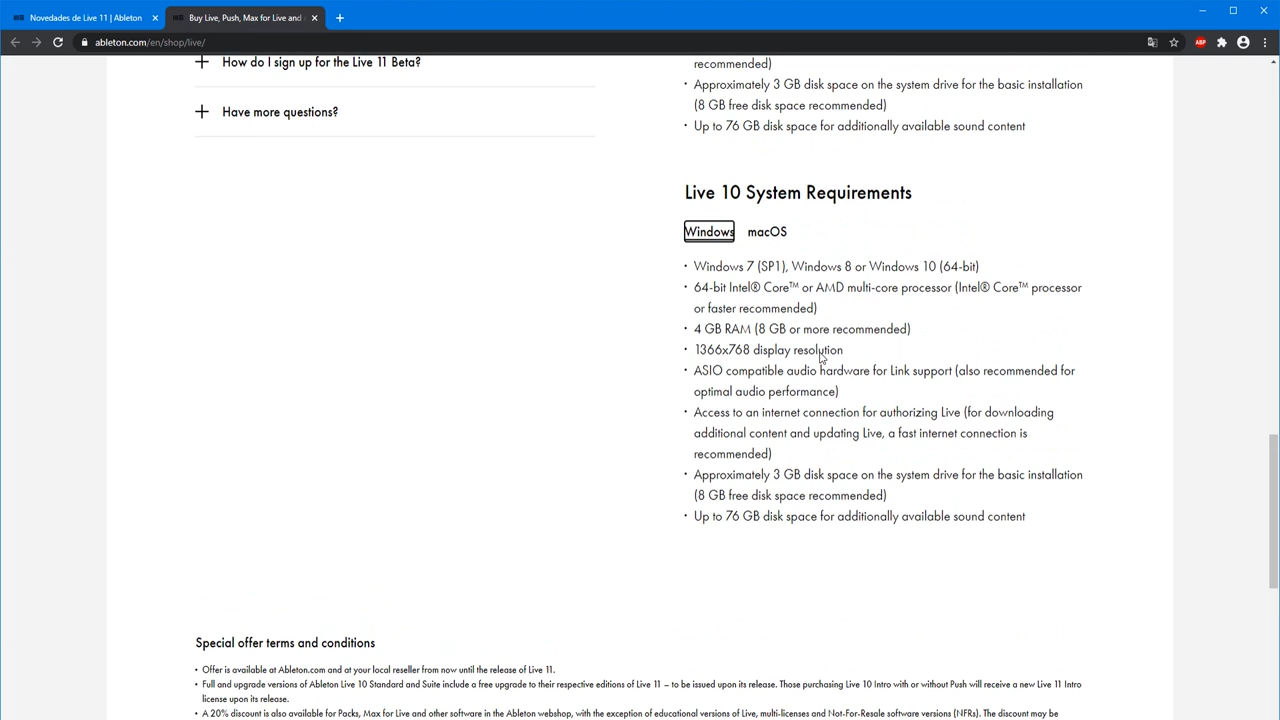 Novedades de Live 11 | Ableton
Buy Live, Push, Max for Live and
ableton.com/en/shop/live/
ABP
How do I sign up for the Live 11 Beta?
Have more questions?
recommended)
• Approximately 3 GB disk space on the system drive for the basic installation
(8 GB free disk space recommended)
• Up to 76 GB disk space for additionally available sound content
Live 10 System Requirements
Windows macOS
• Windows 7 (SP1), Windows 8 or Windows 10 (64-bit)
• 64-bit Intel® Core™ or AMD multi-core processor (Intel® Core™ processor
or faster recommended)
• 4 GB RAM (8 GB or more recommended)
• 1366x768 display resolution
• ASIO compatible audio hardware for Link support (also recommended for
optimal audio performance)
• Access to an internet connection for authorizing Live (for downloading
additional content and updating Live, a fast internet connection is
recommended)
• Approximately 3 GB disk space on the system drive for the basic installation
(8 GB free disk space recommended)
• Up to 76 GB disk space for additionally available sound content
Special offer terms and conditions
• Offer is available at Ableton.com and at your local reseller from now until the release of Live 11.
• Full and upgrade versions of Ableton Live 10 Standard and Suite include a free upgrade to their respective editions of Live 11 – to be issued upon its release. Those purchasing Live 10 Intro with or without Push will receive a new Live 11 Intro
license upon its release.
• A 20% discount is also available for Packs, Max for Live and other software in the Ableton webshop, with the exception of educational versions of Live, multi-licenses and Not-For-Resale software versions (NFRs). The discount may be